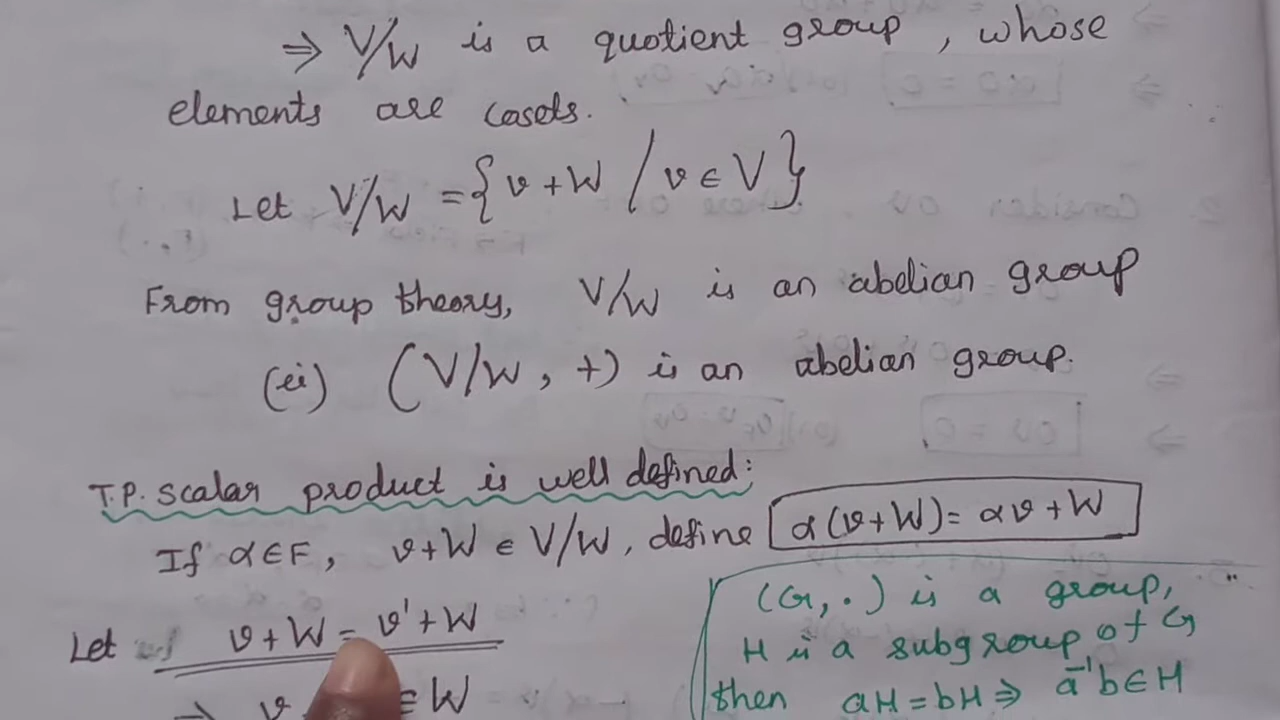 ⇒ V/W is a quotient group, whose
elements are cosets.
Let V/W = { v + W / v ∈ V }
From group theory, V/W is an abelian group
(ei) (V/W, +) is an abelian group.
T.P. scalar product is well defined:
If α ∈ F, v+W ∈ V/W, define α(v+W) = αv + W
Let v+W = v'+W
⇒ v ∈ W
(G, .) is a group,
H is a subgroup of G
then aH = bH ⇒ a⁻¹b ∈ H